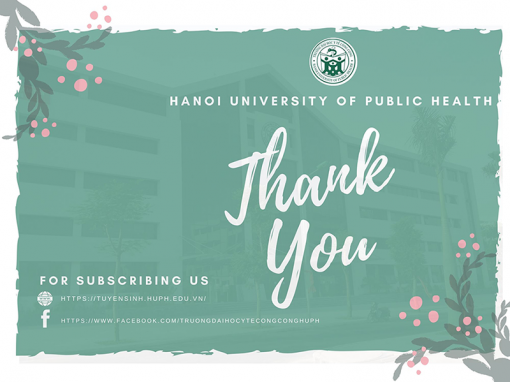 HANOI UNIVERSITY OF PUBLIC HEALTH
Thank
You
FOR SUBSCRIBING US
HTTPS://TUYENSINH.HUPH.EDU.VN/
HTTPS://WWW.FACEBOOK.COM/TRUONGDAIHOCYTECONGCONGHUPH